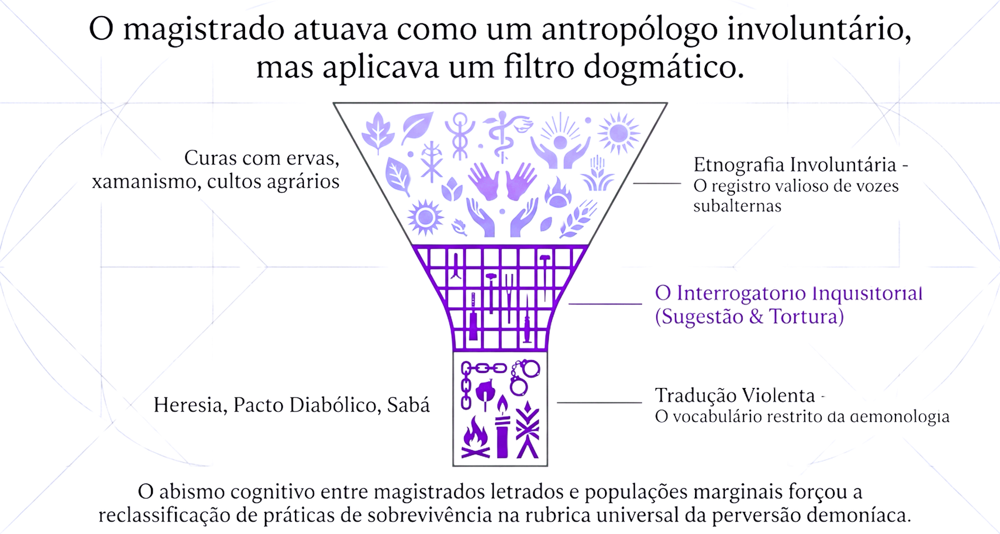 O magistrado atuava como um antropólogo involuntário,
mas aplicava um filtro dogmático.
Curas com ervas,
xamanismo, cultos agrários
Etnografia Involuntária -
O registro valioso de vozes
subalternas
O Interrogatorio Inquisitorial
(Sugestão & Tortura)
Heresia, Pacto Diabólico, Sabá
Tradução Violenta -
O vocabulário restrito da demonologia
O abismo cognitivo entre magistrados letrados e populações marginais forçou a
reclassificação de práticas de sobrevivência na rubrica universal da perversão demoníaca.